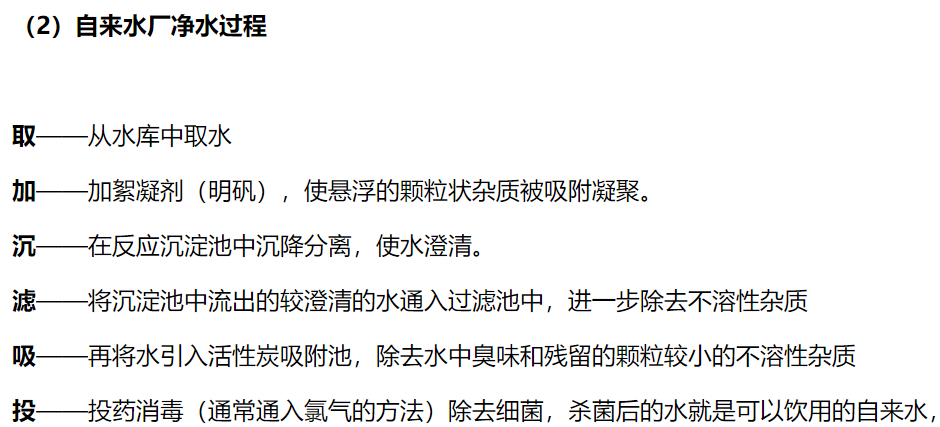 （2）自来水厂净水过程
取——从水库中取水
加——加絮凝剂（明矾），使悬浮的颗粒状杂质被吸附凝聚。
沉——在反应沉淀池中沉降分离，使水澄清。
滤——将沉淀池中流出的较澄清的水通入过滤池中，进一步除去不溶性杂质
吸——再将水引入活性炭吸附池，除去水中臭味和残留的颗粒较小的不溶性杂质
投——投药消毒（通常通入氯气的方法）除去细菌，杀菌后的水就是可以饮用的自来水，